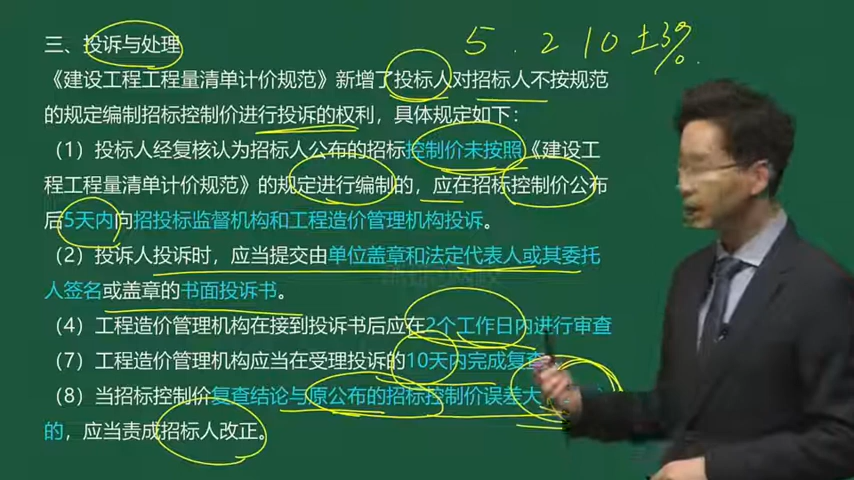 5 . 2 10 ±3%
三、投诉与处理
《建设工程工程量清单计价规范》新增了投标人对招标人不按规范
的规定编制招标控制价进行投诉的权利，具体规定如下：
（1）投标人经复核认为招标人公布的招标控制价未按照《建设工
程工程量清单计价规范》的规定进行编制的，应在招标控制价公布
后5天内向招投标监督机构和工程造价管理机构投诉。
（2）投诉人投诉时，应当提交由单位盖章和法定代表人或其委托
人签名或盖章的书面投诉书。
（4）工程造价管理机构在接到投诉书后应在2个工作日内进行审查
（7）工程造价管理机构应当在受理投诉的10天内完成复查
（8）当招标控制价复查结论与原公布的招标控制价误差大
的，应当责成招标人改正。